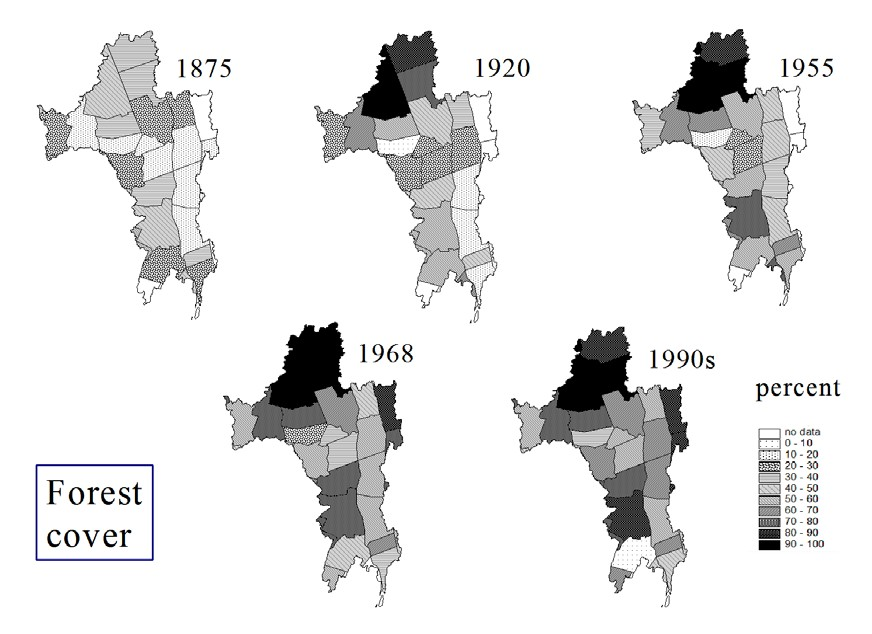 1875
1920
1955
1968
1990s
percent
no data
0 - 10
10 - 20
20 - 30
30 - 40
40 - 50
50 - 60
60 - 70
70 - 80
80 - 90
90 - 100
Forest
cover